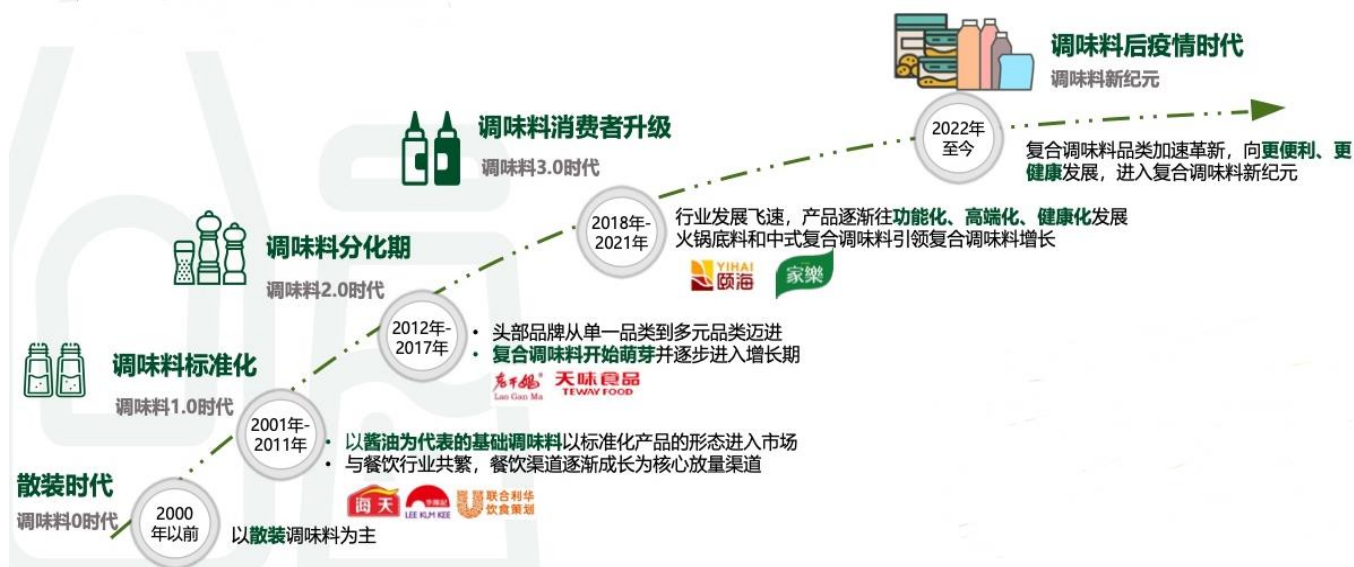 调味料后疫情时代
调味料新纪元
2022年
至今
复合调味料品类加速革新，向更便利、更
健康发展，进入复合调味料新纪元
调味料消费者升级
调味料3.0时代
2018年-
2021年
行业发展飞速，产品逐渐往功能化、高端化、健康化发展
火锅底料和中式复合调味料引领复合调味料增长
YIHAI
颐海
家樂
调味料分化期
调味料2.0时代
2012年-
2017年
• 头部品牌从单一品类到多元品类迈进
• 复合调味料开始萌芽并逐步进入增长期
老干妈®
Lao Gan Ma
天味食品
TEWAY FOOD
调味料标准化
调味料1.0时代
2001年-
2011年
• 以酱油为代表的基础调味料以标准化产品的形态进入市场
• 与餐饮行业共繁，餐饮渠道逐渐成长为核心放量渠道
海天
李錦記
LEE KUM KEE
联合利华
饮食策划
散装时代
调味料0时代
2000
年以前
以散装调味料为主